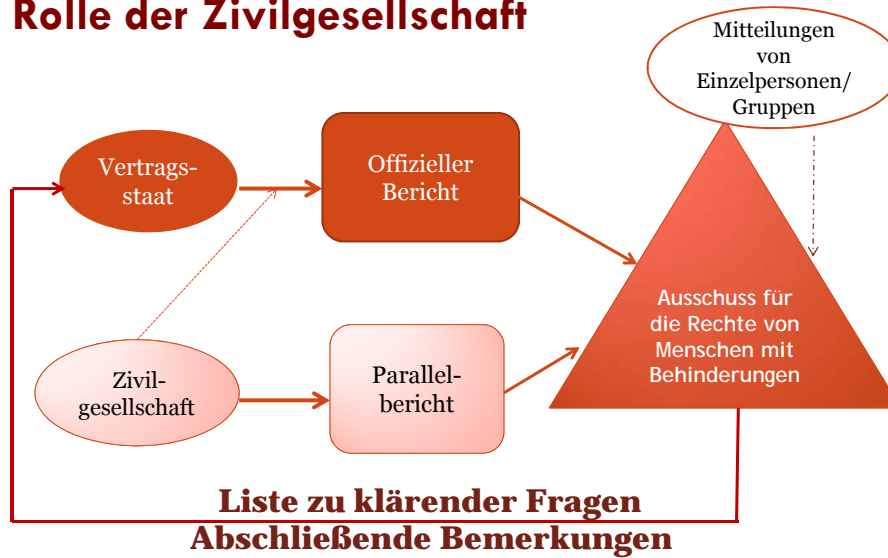 Rolle der Zivilgesellschaft
Mitteilungen
von
Einzelpersonen/
Gruppen
Vertrags-
staat
Offizieller
Bericht
Ausschuss für
die Rechte von
Menschen mit
Behinderungen
Zivil-
gesellschaft
Parallel-
bericht
Liste zu klärender Fragen
Abschließende Bemerkungen